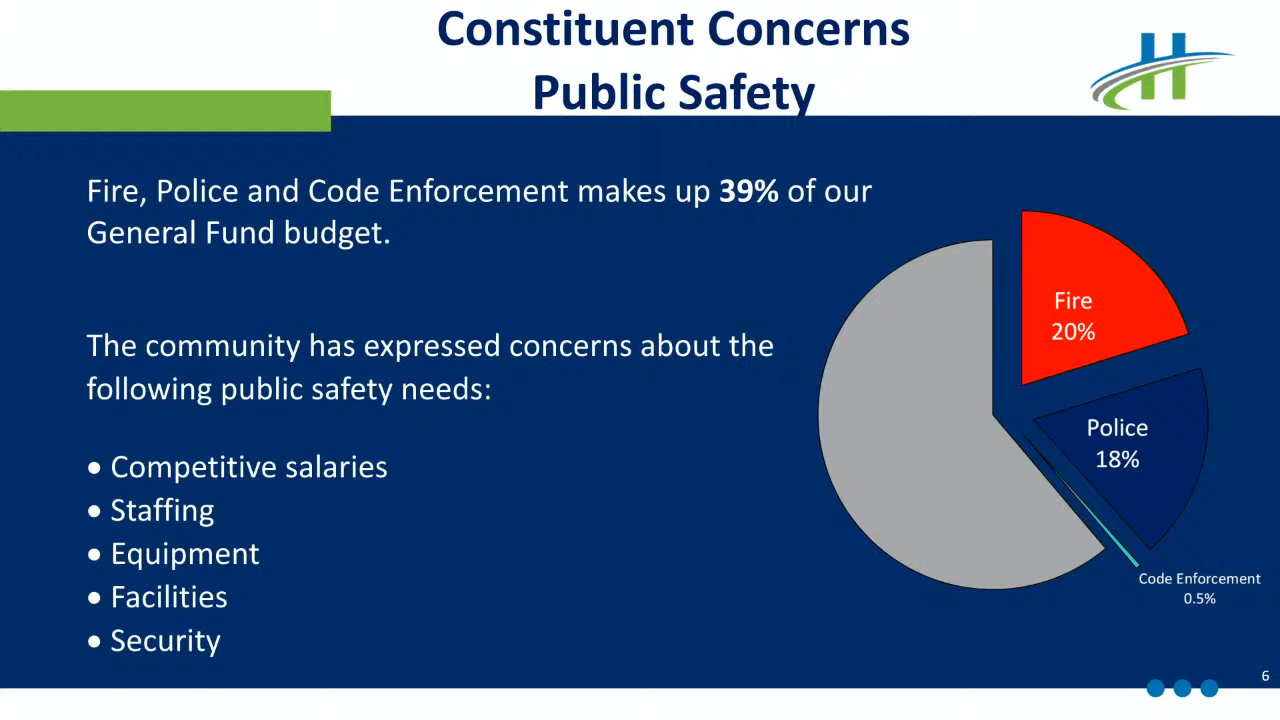 Constituent Concerns
Public Safety
H
Fire, Police and Code Enforcement makes up 39% of our
General Fund budget.
The community has expressed concerns about the
following public safety needs:
• Competitive salaries
• Staffing
• Equipment
• Facilities
• Security
Fire
20%
Police
18%
Code Enforcement
0.5%
6